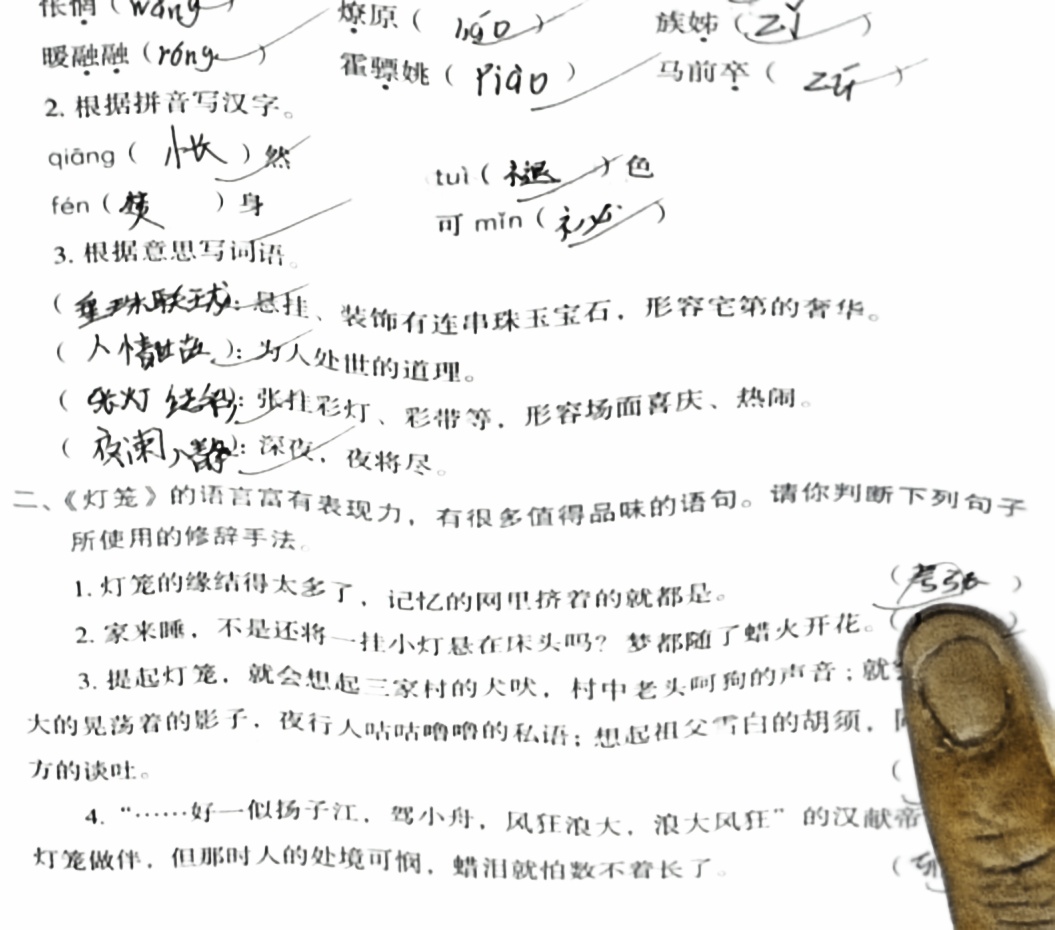 怅惘（wǎng）　燎原（liáo）　族姊（zǐ）
暖融融（róng）　霍骠姚（Piào）　马前卒（zú）
2. 根据拼音写汉字。
qiāng（怅）然　tuì（褪）色
fén（焚）身　可 mǐn（）
3. 根据意思写词语。
（垂珠联珑）：悬挂、装饰有连串珠玉宝石，形容宅第的奢华。
（人情世故）：为人处世的道理。
（张灯结彩）：张挂彩灯、彩带等，形容场面喜庆、热闹。
（夜阑人静）：深夜，夜将尽。
二、《灯笼》的语言富有表现力，有很多值得品味的语句。请你判断下列句子
所使用的修辞手法。
1. 灯笼的缘结得太多了，记忆的网里挤着的就都是。（）
2. 家来睡，不是还将一挂小灯悬在床头吗？梦都随了蜡火开花。（
3. 提起灯笼，就会想起三家村的犬吠，村中老头呵狗的声音；就
大的晃荡着的影子，夜行人咕咕噜噜的私语；想起祖父雪白的胡须，
方的谈吐。（
4. “……好一似扬子江，驾小舟，风狂浪大，浪大风狂”的汉献帝
灯笼做伴，但那时人的处境可悯，蜡泪就怕数不着长了。（